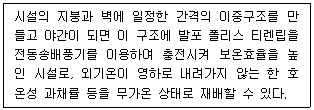 시설의 지붕과 벽에 일정한 간격의 이중구조를 만
들고 야간이 되면 이 구조에 발포 폴리스 티렌립을
전동송배풍기를 이용하여 충전시켜 보온효율을 높
인 시설로, 외기온이 영하로 내려가지 않는 한 호
온성 과채류 등을 무가온 상태로 재배할 수 있다.